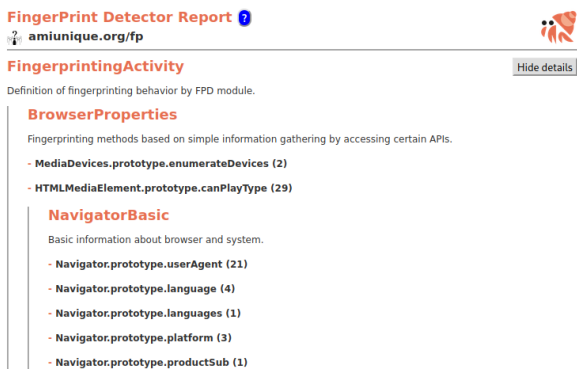 FingerPrint Detector Report ?
amiunique.org/fp
FingerprintingActivity
Hide details
Definition of fingerprinting behavior by FPD module.
BrowserProperties
Fingerprinting methods based on simple information gathering by accessing certain APIs.
- MediaDevices.prototype.enumerateDevices (2)
- HTMLMediaElement.prototype.canPlayType (29)
NavigatorBasic
Basic information about browser and system.
- Navigator.prototype.userAgent (21)
- Navigator.prototype.language (4)
- Navigator.prototype.languages (1)
- Navigator.prototype.platform (3)
- Navigator.prototype.productSub (1)